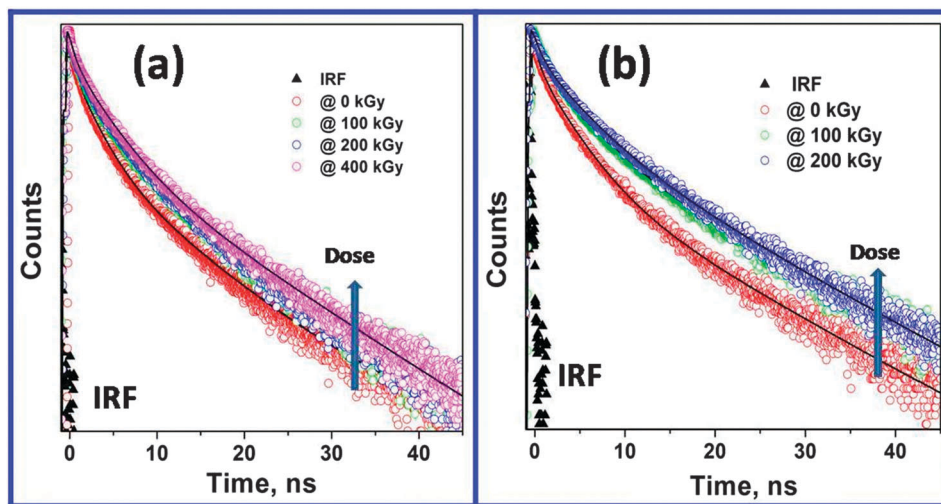 (a)
▲ IRF
○ @ 0 kGy
○ @ 100 kGy
○ @ 200 kGy
○ @ 400 kGy
Counts
Dose
IRF
0 10 20 30 40
Time, ns
(b)
▲ IRF
○ @ 0 kGy
○ @ 100 kGy
○ @ 200 kGy
Counts
Dose
IRF
0 10 20 30 40
Time, ns